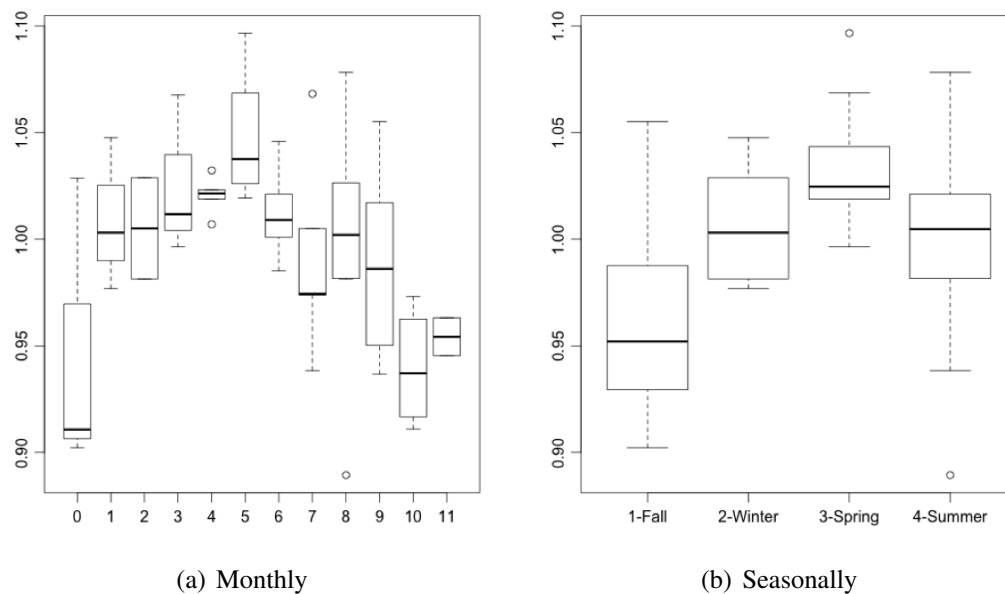 1.10
1.05
1.00
0.95
0.90
0 1 2 3 4 5 6 7 8 9 10 11
(a) Monthly
1.10
1.05
1.00
0.95
0.90
1-Fall 2-Winter 3-Spring 4-Summer
(b) Seasonally